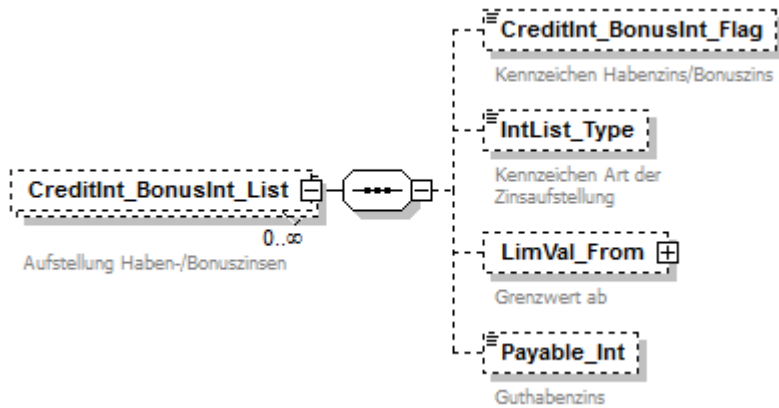 CreditInt_BonusInt_Flag
Kennzeichen Habenzins/Bonuszins
IntList_Type
Kennzeichen Art der
Zinsaufstellung
CreditInt_BonusInt_List
0..∞
Aufstellung Haben-/Bonuszinsen
LimVal_From
Grenzwert ab
Payable_Int
Guthabenzins